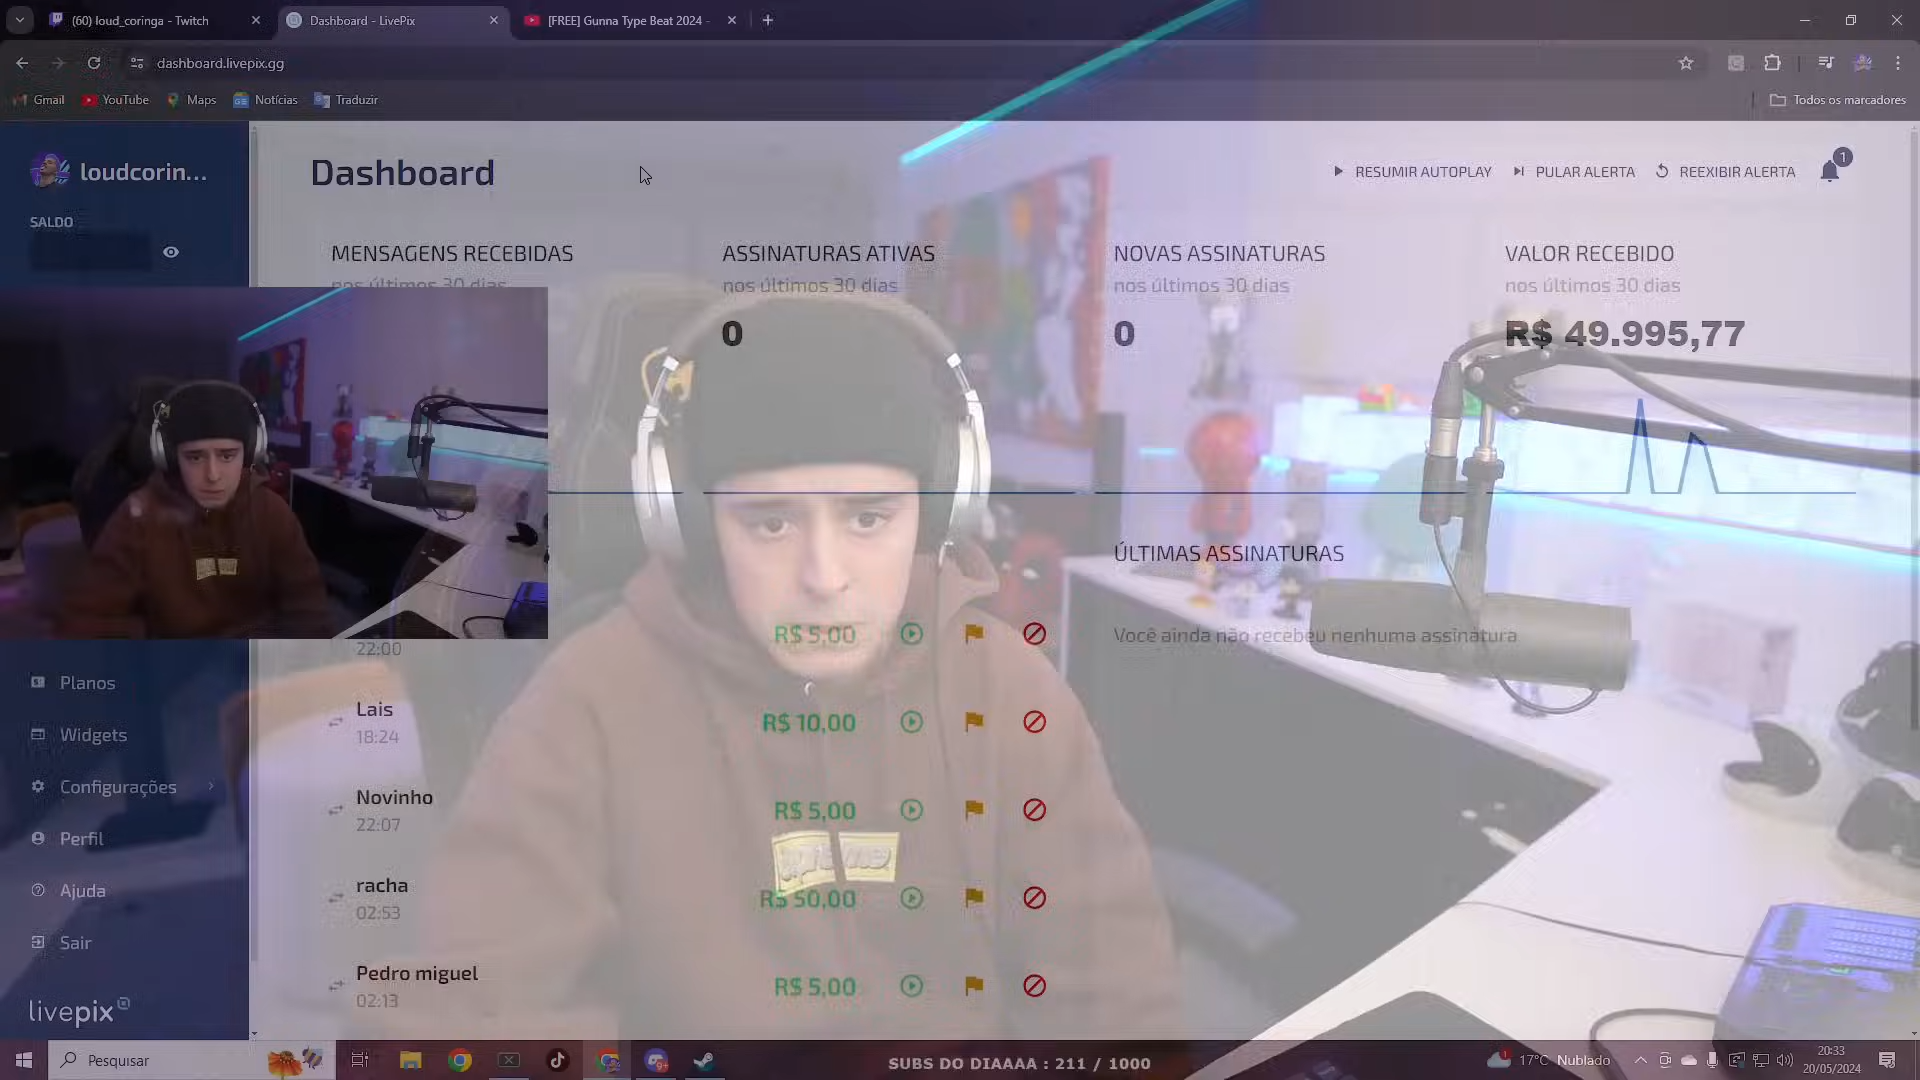 (60) loud_coringa - Twitch
Dashboard - LivePix
[FREE] Gunna Type Beat 2024 -
dashboard.livepix.gg
Gmail
YouTube
Maps
Notícias
Traduzir
Todos os marcadores
loudcorin...
Dashboard
RESUMIR AUTOPLAY
PULAR ALERTA
REEXIBIR ALERTA
1
SALDO
MENSAGENS RECEBIDAS
nos últimos 30 dias
ASSINATURAS ATIVAS
nos últimos 30 dias
0
NOVAS ASSINATURAS
nos últimos 30 dias
0
VALOR RECEBIDO
nos últimos 30 dias
R$ 49.995,77
ÚLTIMAS ASSINATURAS
Você ainda não recebeu nenhuma assinatura
R$ 5,00
22:00
Lais
18:24
R$ 10,00
Novinho
22:07
R$ 5,00
racha
02:53
R$ 50,00
Pedro miguel
02:13
R$ 5,00
Planos
Widgets
Configurações
Perfil
Ajuda
Sair
livepix
Pesquisar
SUBS DO DIAAAA : 211 / 1000
17°C Nublado
20:33
20/05/2024